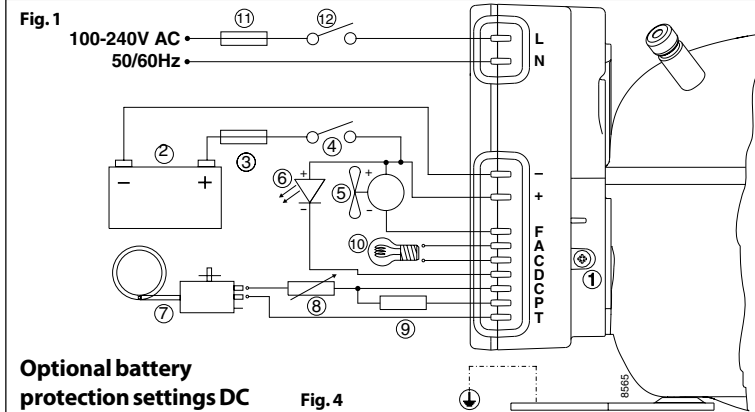 Fig. 1
100-240V AC
50/60Hz
11
12
L
N
2
3
4
− +
6
+
−
5
+
−
−
+
F
A
C
D
C
P
T
10
1
7
8
9
8565
Optional battery
protection settings DC
Fig. 4